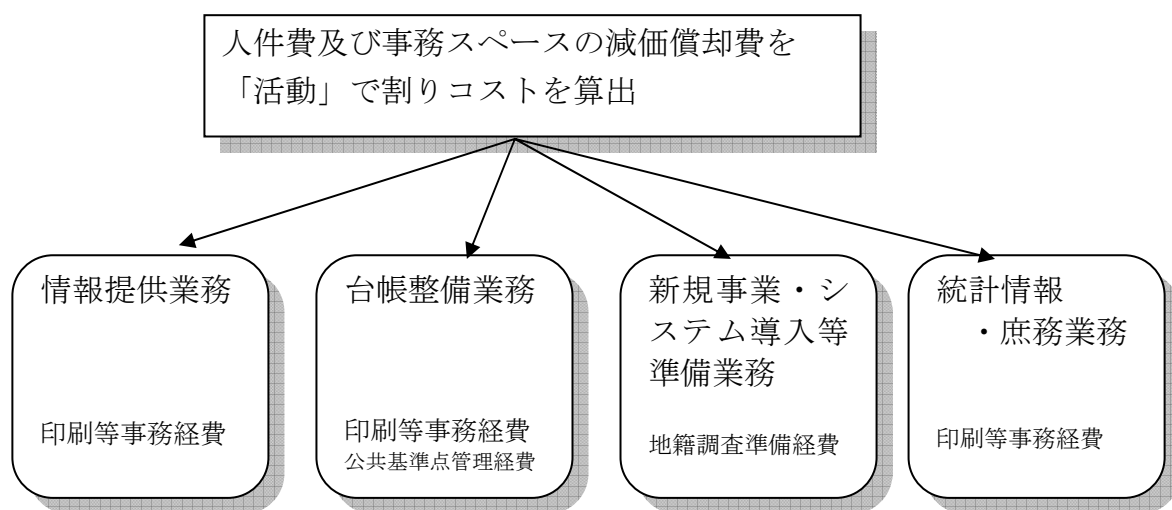 人件費及び事務スペースの減価償却費を
「活動」で割りコストを算出
情報提供業務
印刷等事務経費
台帳整備業務
印刷等事務経費
公共基準点管理経費
新規事業・シ
ステム導入等
準備業務
地籍調査準備経費
統計情報
・庶務業務
印刷等事務経費